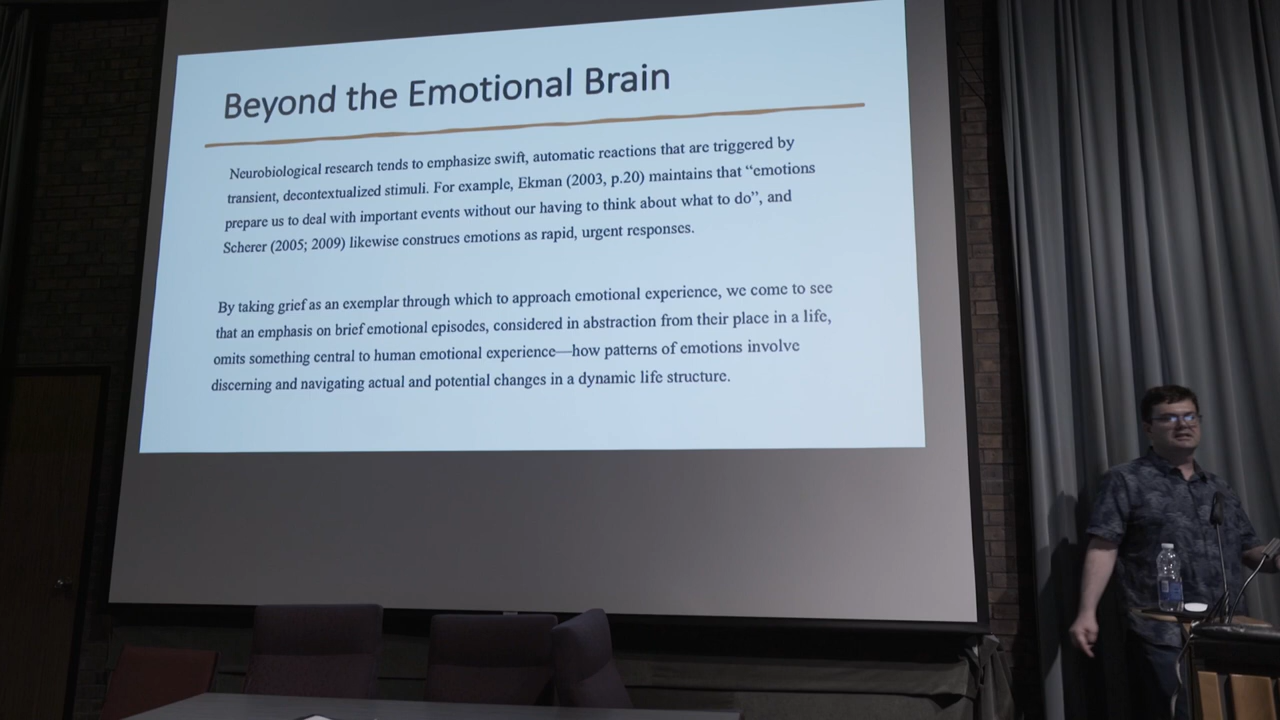 Beyond the Emotional Brain
Neurobiological research tends to emphasize swift, automatic reactions that are triggered by
transient, decontextualized stimuli. For example, Ekman (2003, p.20) maintains that “emotions
prepare us to deal with important events without our having to think about what to do”, and
Scherer (2005; 2009) likewise construes emotions as rapid, urgent responses.
By taking grief as an exemplar through which to approach emotional experience, we come to see
that an emphasis on brief emotional episodes, considered in abstraction from their place in a life,
omits something central to human emotional experience—how patterns of emotions involve
discerning and navigating actual and potential changes in a dynamic life structure.